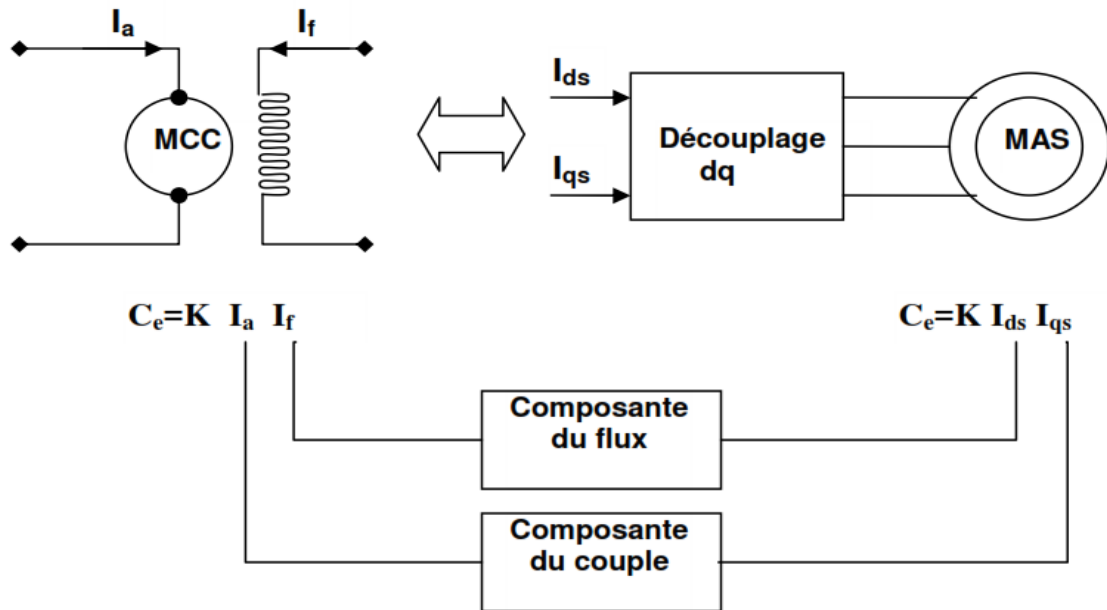 Ia
If
MCC
Ids
Iqs
Découplage
dq
MAS
Ce=K Ia If
Ce=K Ids Iqs
Composante
du flux
Composante
du couple